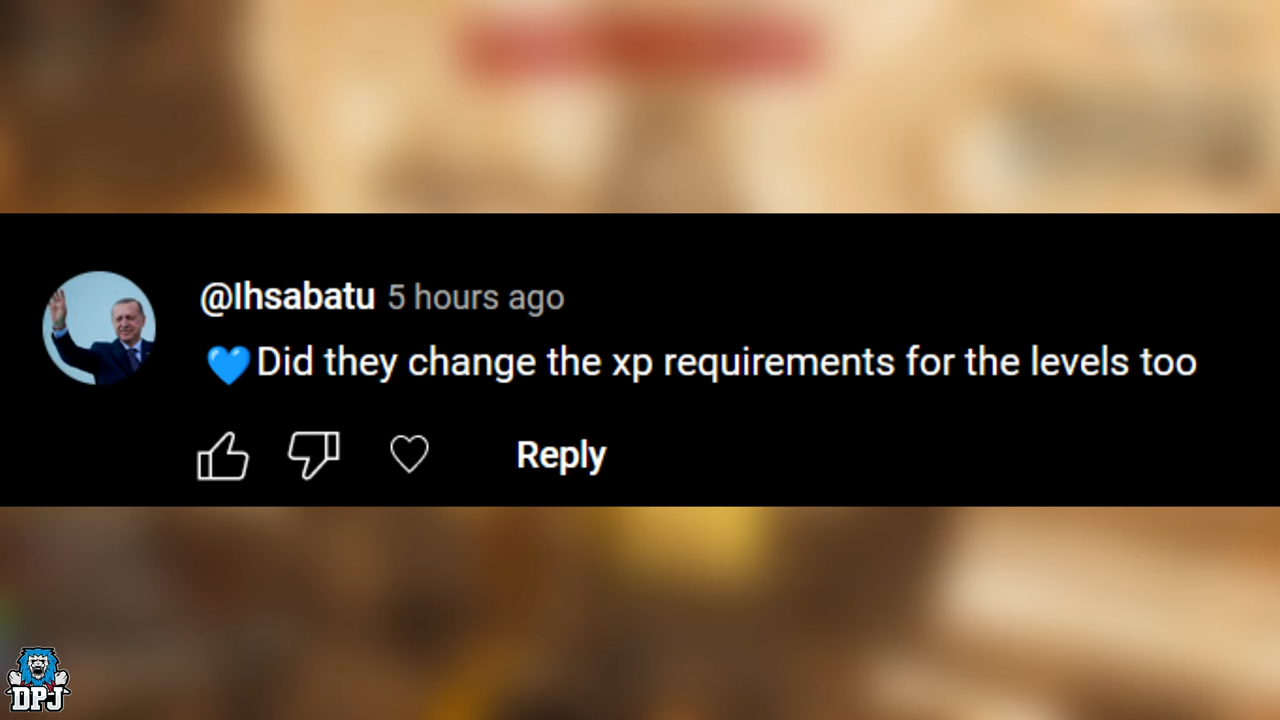 @Ihsabatu 5 hours ago
💙Did they change the xp requirements for the levels too
Reply
DPJ